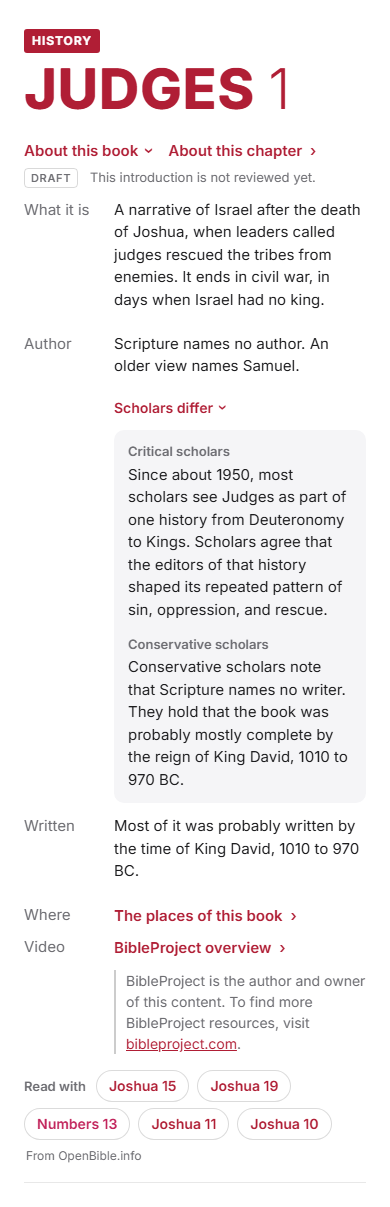 HISTORY
JUDGES 1
About this book
About this chapter ›
DRAFT
This introduction is not reviewed yet.
What it is
A narrative of Israel after the death
of Joshua, when leaders called
judges rescued the tribes from
enemies. It ends in civil war, in
days when Israel had no king.
Author
Scripture names no author. An
older view names Samuel.
Scholars differ
Critical scholars
Since about 1950, most
scholars see Judges as part of
one history from Deuteronomy
to Kings. Scholars agree that
the editors of that history
shaped its repeated pattern of
sin, oppression, and rescue.
Conservative scholars
Conservative scholars note
that Scripture names no writer.
They hold that the book was
probably mostly complete by
the reign of King David, 1010 to
970 BC.
Written
Most of it was probably written by
the time of King David, 1010 to 970
BC.
Where
The places of this book ›
Video
BibleProject overview ›
BibleProject is the author and owner
of this content. To find more
BibleProject resources, visit
bibleproject.com.
Read with
Joshua 15
Joshua 19
Numbers 13
Joshua 11
Joshua 10
From OpenBible.info